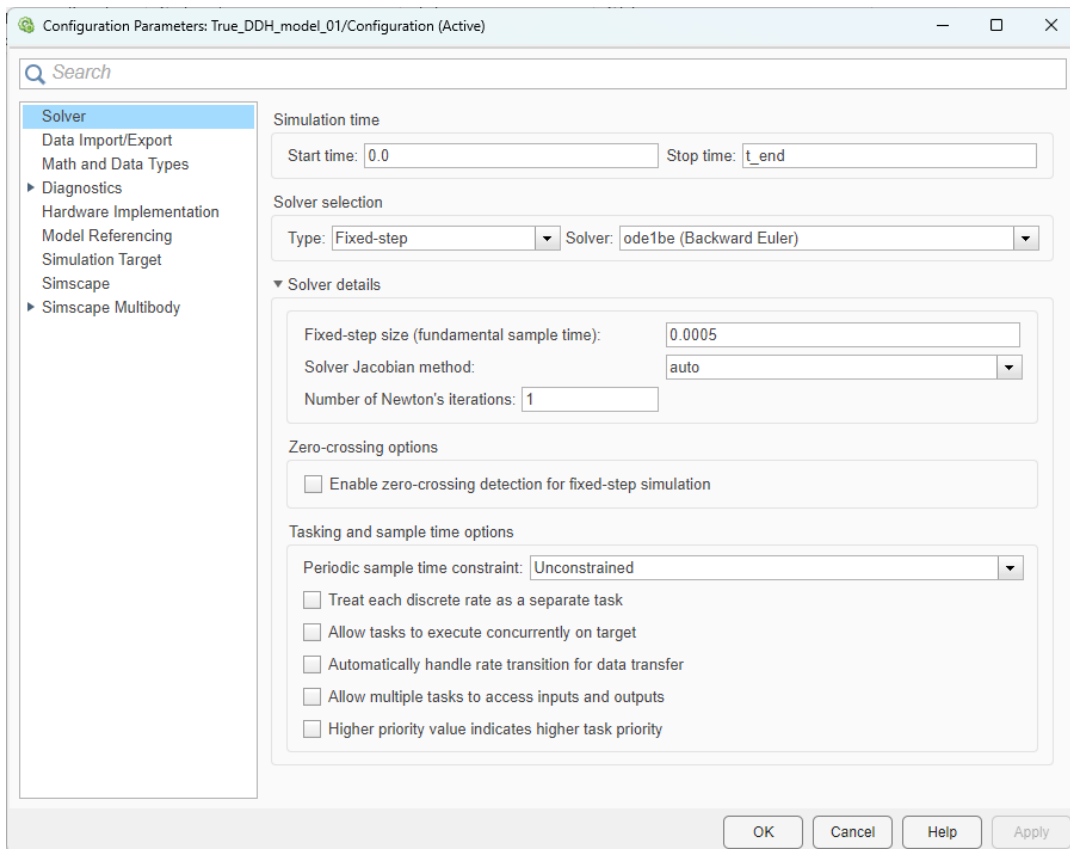 Configuration Parameters: True_DDH_model_01/Configuration (Active)
Search
Solver
Data Import/Export
Math and Data Types
Diagnostics
Hardware Implementation
Model Referencing
Simulation Target
Simscape
Simscape Multibody
Simulation time
Start time: 0.0 Stop time: t_end
Solver selection
Type: Fixed-step Solver: ode1be (Backward Euler)
Solver details
Fixed-step size (fundamental sample time): 0.0005
Solver Jacobian method: auto
Number of Newton's iterations: 1
Zero-crossing options
Enable zero-crossing detection for fixed-step simulation
Tasking and sample time options
Periodic sample time constraint: Unconstrained
Treat each discrete rate as a separate task
Allow tasks to execute concurrently on target
Automatically handle rate transition for data transfer
Allow multiple tasks to access inputs and outputs
Higher priority value indicates higher task priority
OK Cancel Help Apply